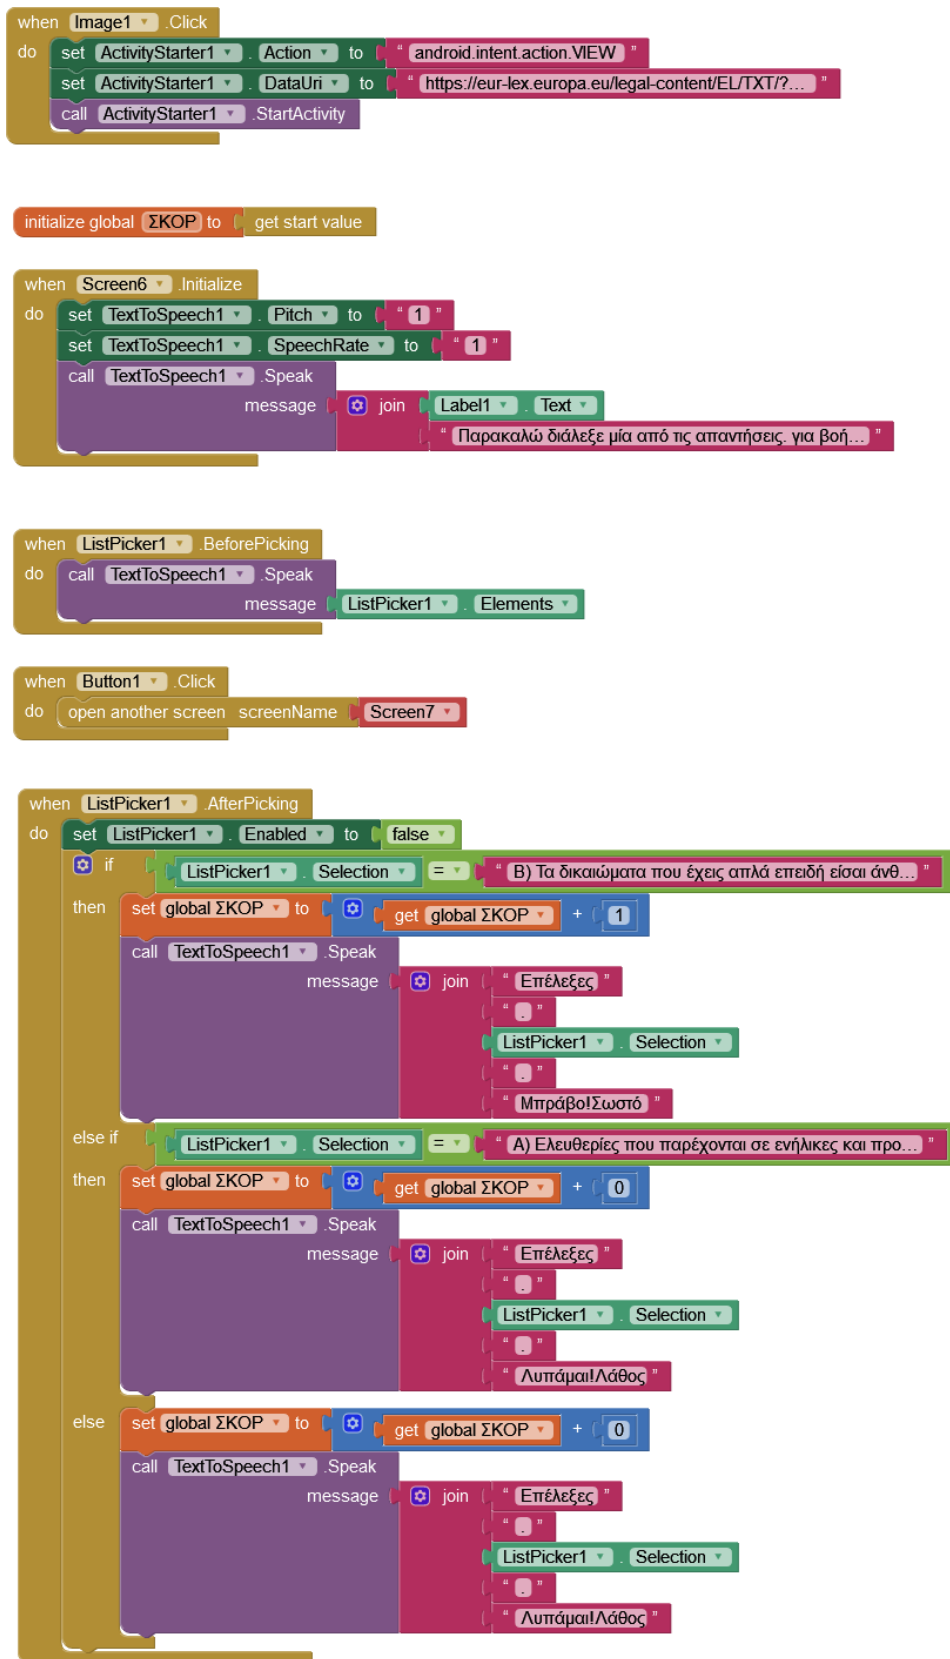 when Image1 .Click
do set ActivityStarter1 . Action to " android.intent.action.VIEW "
set ActivityStarter1 . DataUri to " https://eur-lex.europa.eu/legal-content/EL/TXT/?... "
call ActivityStarter1 .StartActivity
initialize global ΣΚΟΡ to get start value
when Screen6 .Initialize
do set TextToSpeech1 . Pitch to " 1 "
set TextToSpeech1 . SpeechRate to " 1 "
call TextToSpeech1 .Speak
message join Label1 . Text
" Παρακαλώ διάλεξε μία από τις απαντήσεις. για βοή... "
when ListPicker1 .BeforePicking
do call TextToSpeech1 .Speak
message ListPicker1 . Elements
when Button1 .Click
do open another screen screenName Screen7
when ListPicker1 .AfterPicking
do set ListPicker1 . Enabled to false
if ListPicker1 . Selection = " Β) Τα δικαιώματα που έχεις απλά επειδή είσαι άνθ... "
then set global ΣΚΟΡ to get global ΣΚΟΡ + 1
call TextToSpeech1 .Speak
message join " Επέλεξες "
" . "
ListPicker1 . Selection
" . "
" Μπράβο!Σωστό "
else if ListPicker1 . Selection = " Α) Ελευθερίες που παρέχονται σε ενήλικες και προ... "
then set global ΣΚΟΡ to get global ΣΚΟΡ + 0
call TextToSpeech1 .Speak
message join " Επέλεξες "
" . "
ListPicker1 . Selection
" . "
" Λυπάμαι!Λάθος "
else set global ΣΚΟΡ to get global ΣΚΟΡ + 0
call TextToSpeech1 .Speak
message join " Επέλεξες "
" . "
ListPicker1 . Selection
" . "
" Λυπάμαι!Λάθος "